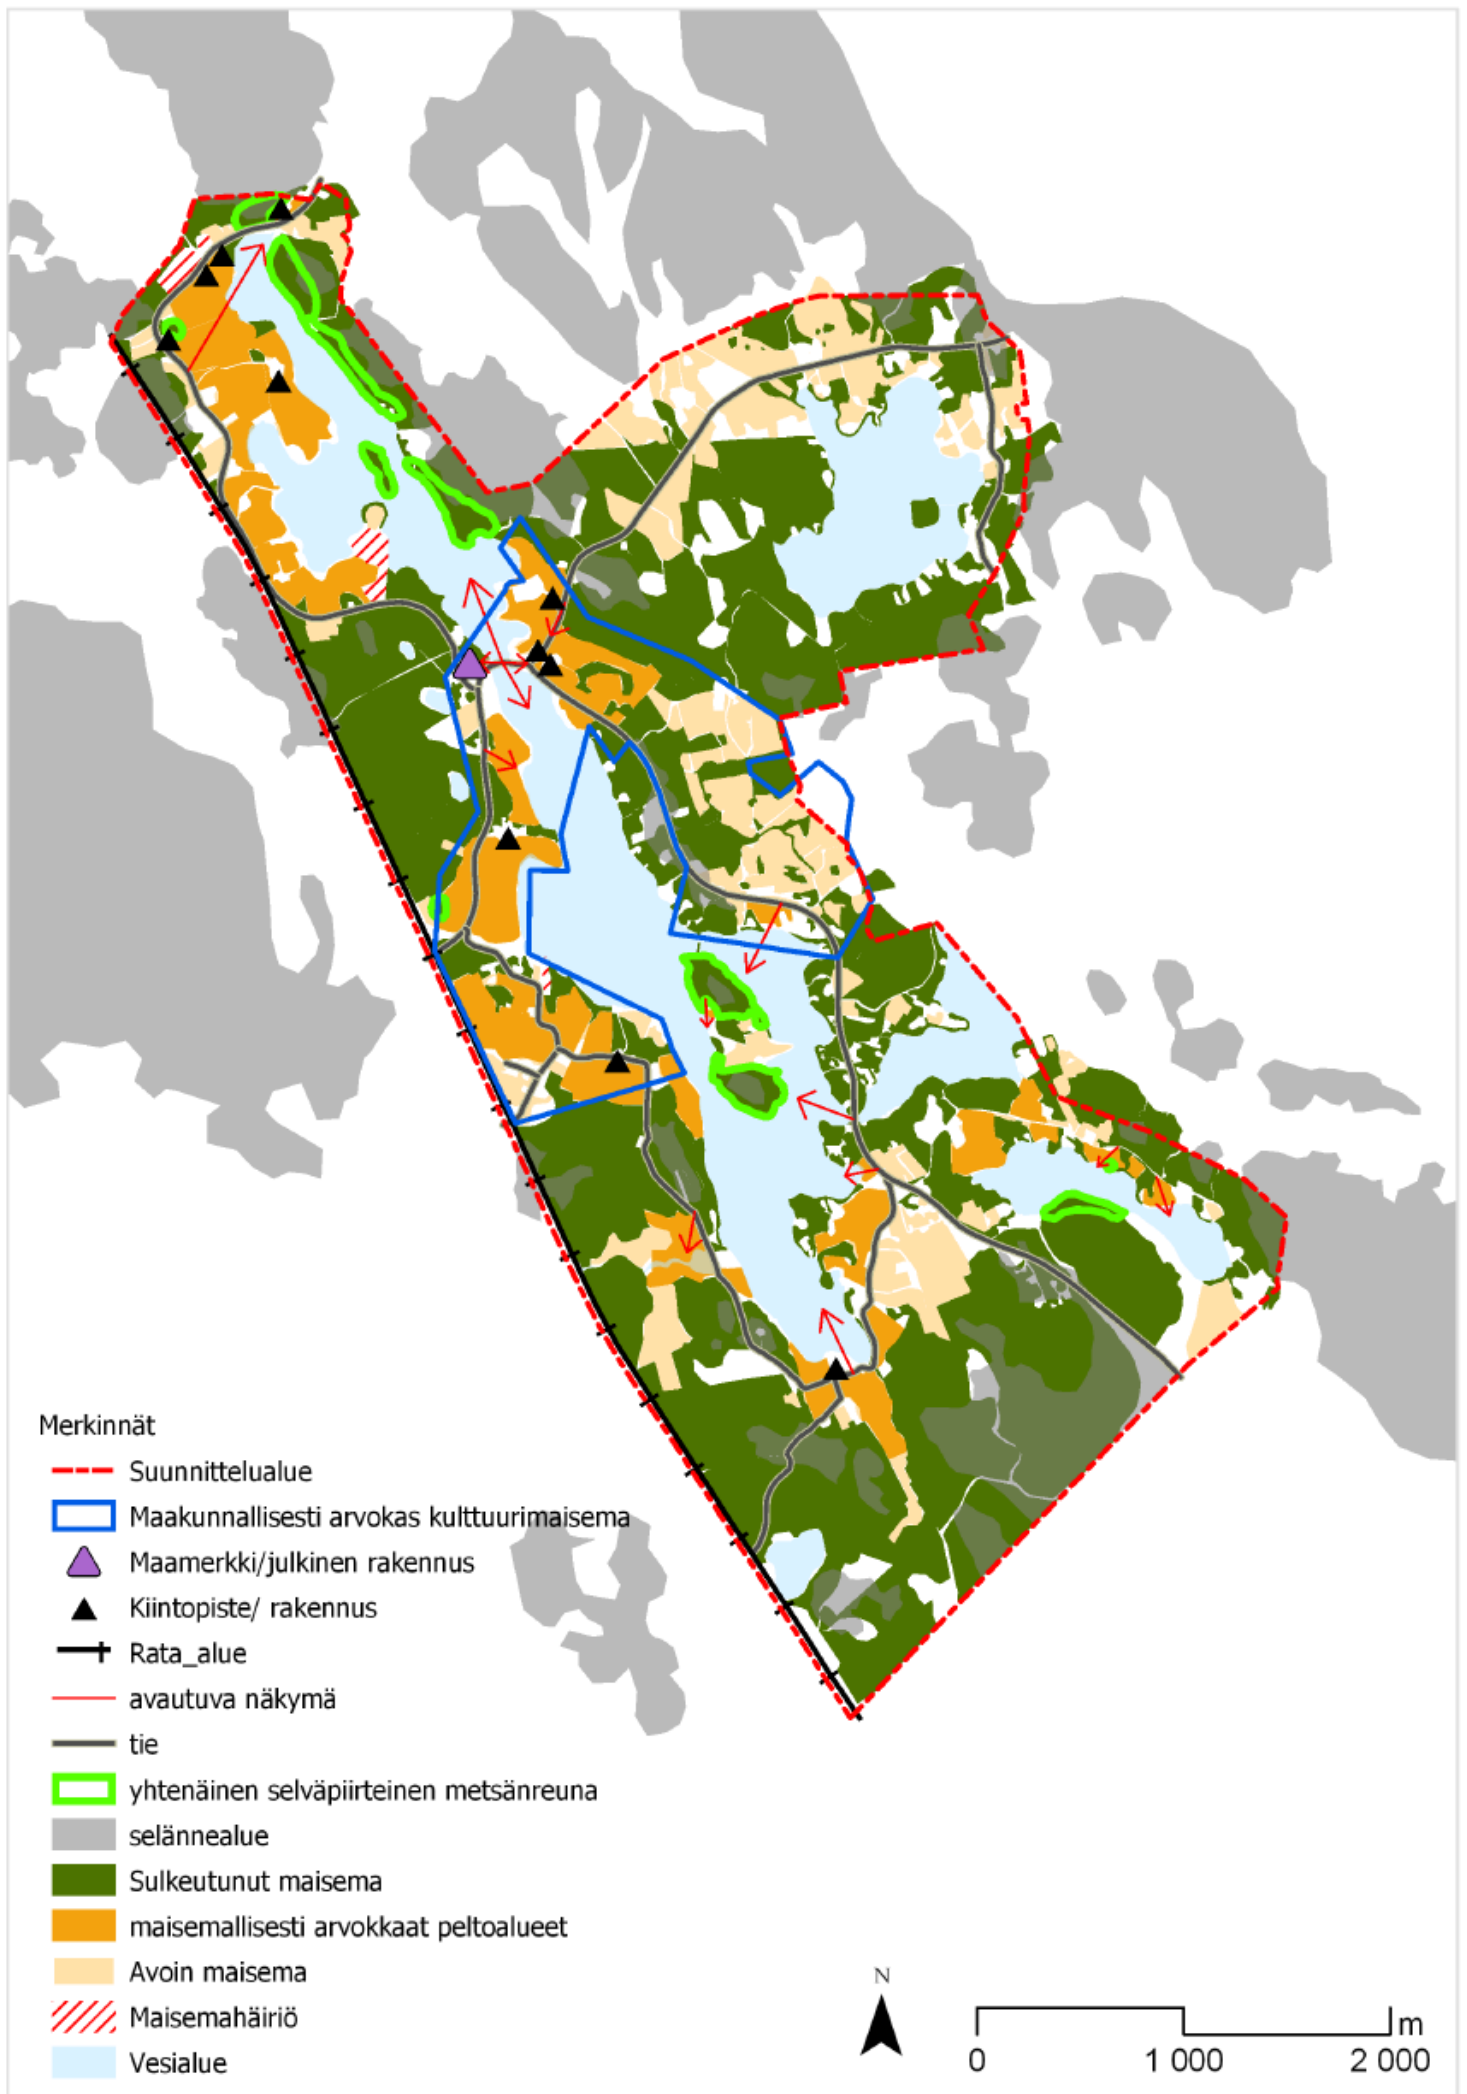 Merkinnät
Suunnittelualue
Maakunnallisesti arvokas kulttuurimaisema
Maamerkki/julkinen rakennus
Kiintopiste/ rakennus
Rata_alue
avautuva näkymä
tie
yhtenäinen selväpiirteinen metsänreuna
selännealue
Sulkeutunut maisema
maisemallisesti arvokkaat peltoalueet
Avoin maisema
Maisemahäiriö
Vesialue
N
m
0 1 000 2 000